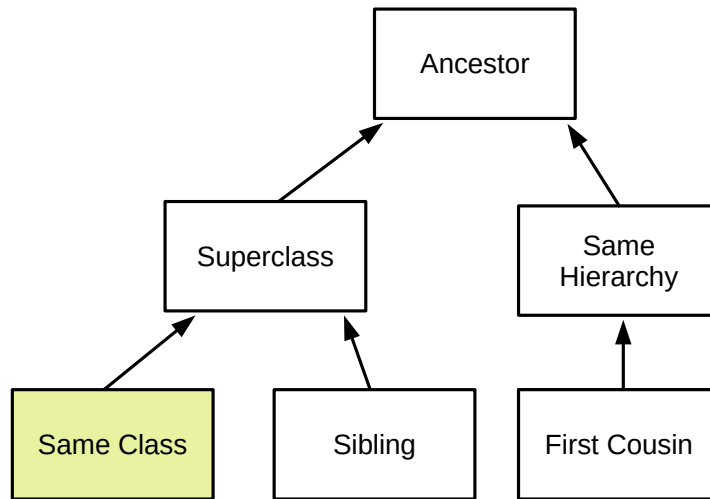 Ancestor
Superclass
Same
Hierarchy
Same Class
Sibling
First Cousin